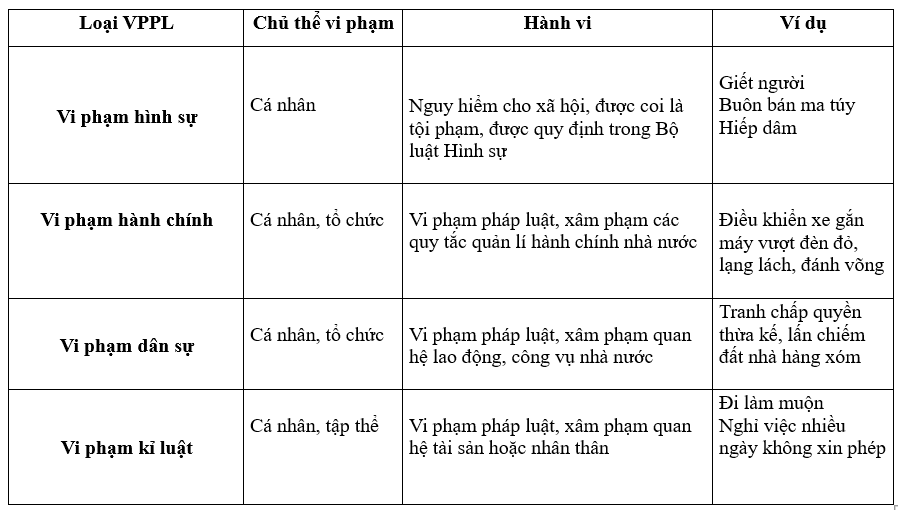 Loại VPPL
Chủ thể vi phạm
Hành vi
Ví dụ
Vi phạm hình sự
Cá nhân
Nguy hiểm cho xã hội, được coi là
tội phạm, được quy định trong Bộ
luật Hình sự
Giết người
Buôn bán ma túy
Hiếp dâm
Vi phạm hành chính
Cá nhân, tổ chức
Vi phạm pháp luật, xâm phạm các
quy tắc quản lí hành chính nhà nước
Điều khiển xe gắn
máy vượt đèn đỏ,
lạng lách, đánh võng
Vi phạm dân sự
Cá nhân, tổ chức
Vi phạm pháp luật, xâm phạm quan
hệ lao động, công vụ nhà nước
Tranh chấp quyền
thừa kế, lấn chiếm
đất nhà hàng xóm
Vi phạm kỉ luật
Cá nhân, tập thể
Vi phạm pháp luật, xâm phạm quan
hệ tài sản hoặc nhân thân
Đi làm muộn
Nghỉ việc nhiều
ngày không xin phép